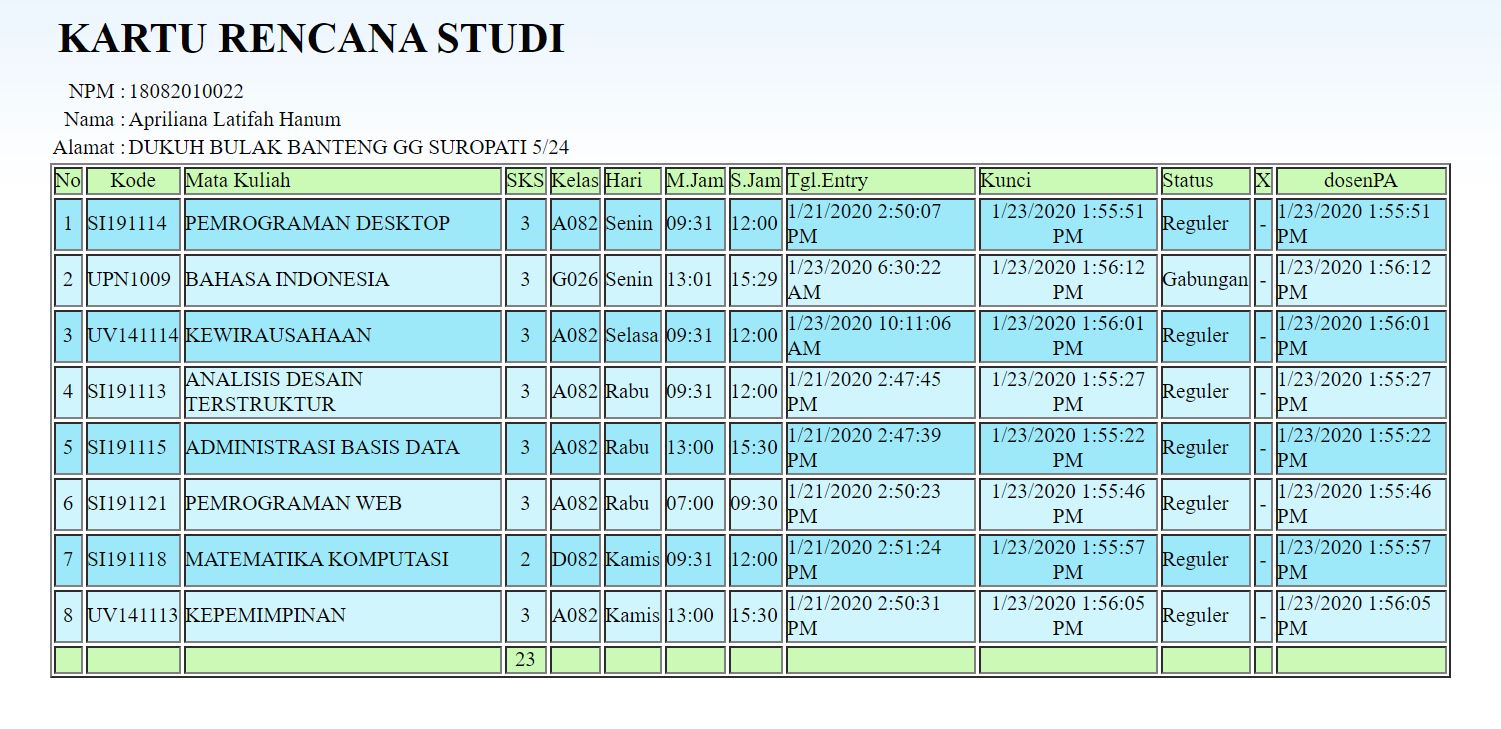 KARTU RENCANA STUDI
NPM : 18082010022
Nama : Apriliana Latifah Hanum
Alamat : DUKUH BULAK BANTENG GG SUROPATI 5/24
No Kode Mata Kuliah SKS Kelas Hari M.Jam S.Jam Tgl.Entry Kunci Status X dosenPA
1 SI191114 PEMROGRAMAN DESKTOP 3 A082 Senin 09:31 12:00 1/21/2020 2:50:07 PM 1/23/2020 1:55:51 PM Reguler - 1/23/2020 1:55:51 PM
2 UPN1009 BAHASA INDONESIA 3 G026 Senin 13:01 15:29 1/23/2020 6:30:22 AM 1/23/2020 1:56:12 PM Gabungan - 1/23/2020 1:56:12 PM
3 UV141114 KEWIRAUSAHAAN 3 A082 Selasa 09:31 12:00 1/23/2020 10:11:06 AM 1/23/2020 1:56:01 PM Reguler - 1/23/2020 1:56:01 PM
4 SI191113 ANALISIS DESAIN TERSTRUKTUR 3 A082 Rabu 09:31 12:00 1/21/2020 2:47:45 PM 1/23/2020 1:55:27 PM Reguler - 1/23/2020 1:55:27 PM
5 SI191115 ADMINISTRASI BASIS DATA 3 A082 Rabu 13:00 15:30 1/21/2020 2:47:39 PM 1/23/2020 1:55:22 PM Reguler - 1/23/2020 1:55:22 PM
6 SI191121 PEMROGRAMAN WEB 3 A082 Rabu 07:00 09:30 1/21/2020 2:50:23 PM 1/23/2020 1:55:46 PM Reguler - 1/23/2020 1:55:46 PM
7 SI191118 MATEMATIKA KOMPUTASI 2 D082 Kamis 09:31 12:00 1/21/2020 2:51:24 PM 1/23/2020 1:55:57 PM Reguler - 1/23/2020 1:55:57 PM
8 UV141113 KEPEMIMPINAN 3 A082 Kamis 13:00 15:30 1/21/2020 2:50:31 PM 1/23/2020 1:56:05 PM Reguler - 1/23/2020 1:56:05 PM
23